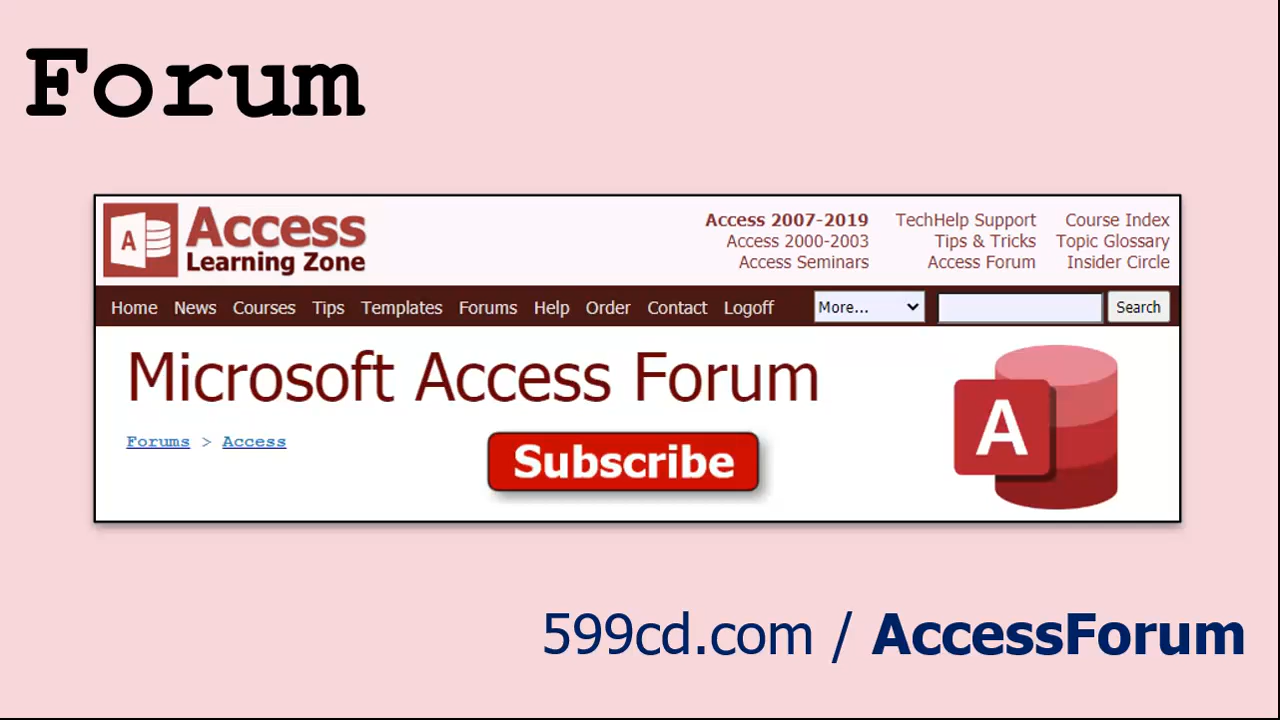 Forum
A Access
Learning Zone
Access 2007-2019 TechHelp Support Course Index
Access 2000-2003 Tips & Tricks Topic Glossary
Access Seminars Access Forum Insider Circle
Home News Courses Tips Templates Forums Help Order Contact Logoff More... Search
Microsoft Access Forum
Forums > Access
Subscribe
A
599cd.com / AccessForum